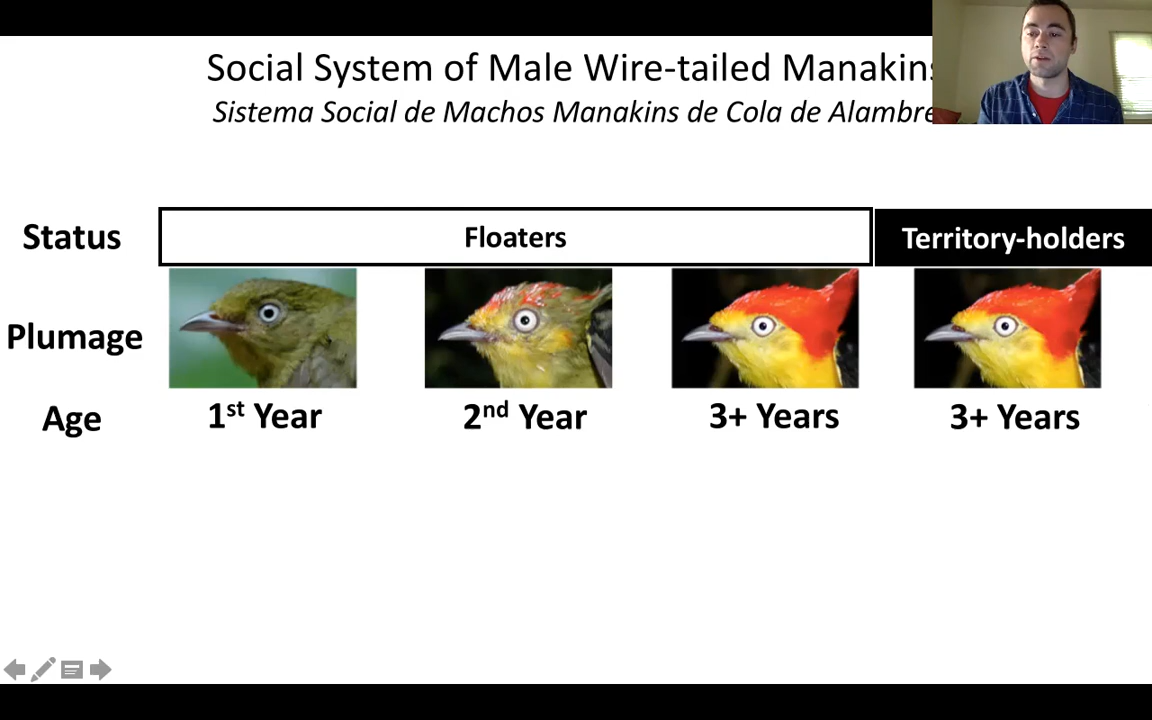 Social System of Male Wire-tailed Manakins
Sistema Social de Machos Manakins de Cola de Alambre
Status
Floaters
Territory-holders
Plumage
Age
1st Year
2nd Year
3+ Years
3+ Years